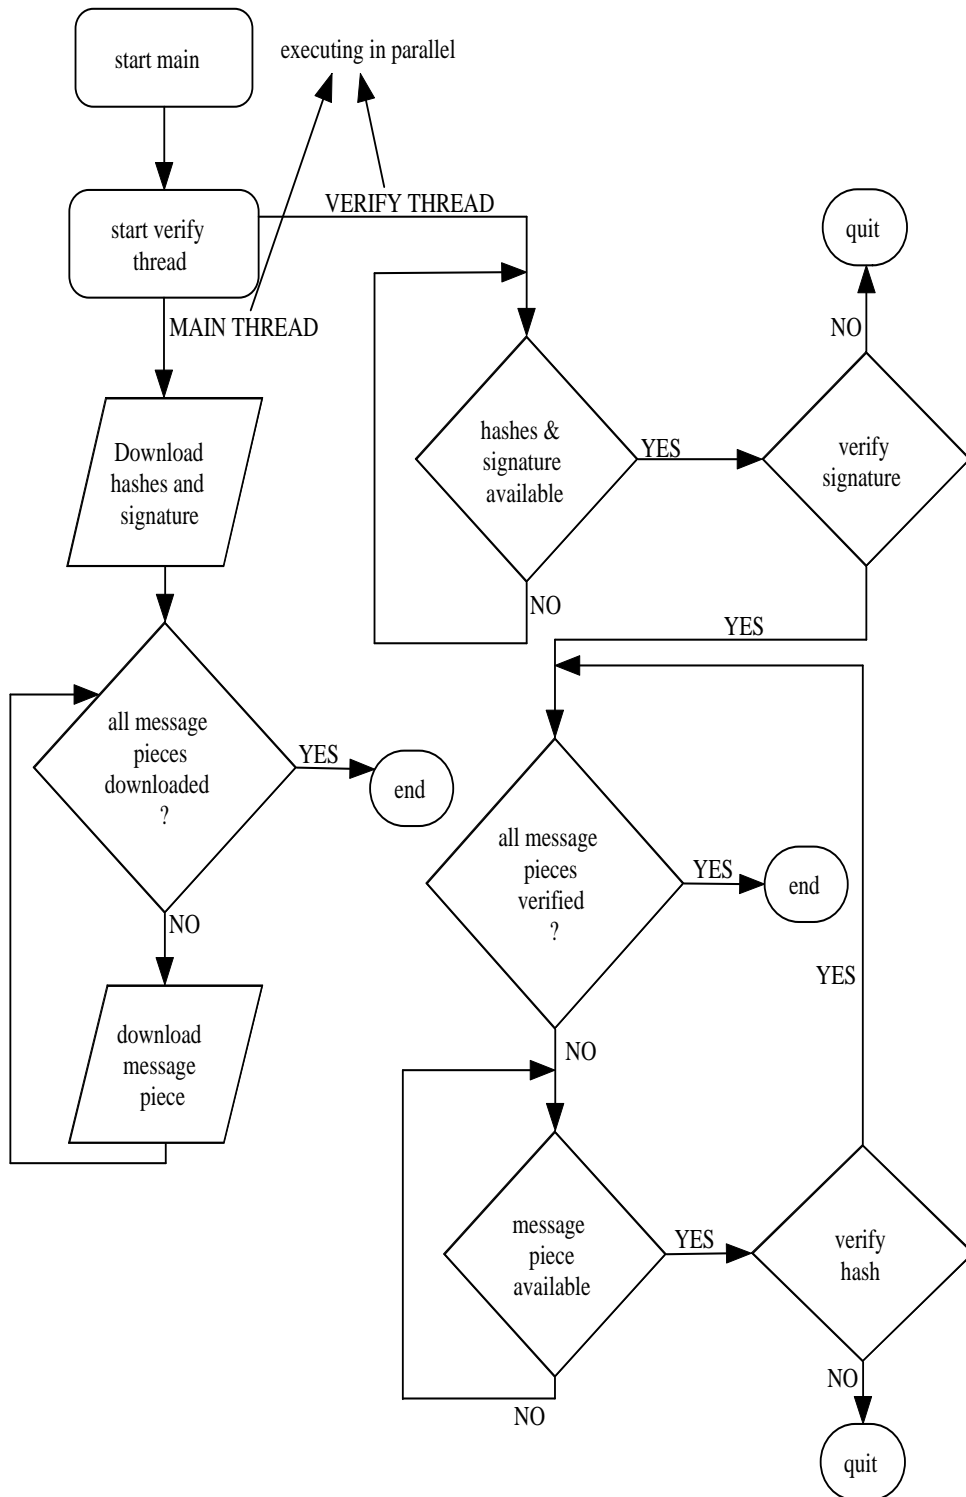 start main
executing in parallel
start verify
thread
VERIFY THREAD
MAIN THREAD
quit
NO
hashes &
signature
available
YES
verify
signature
NO
YES
Download
hashes and
signature
all message
pieces
downloaded
?
YES
end
NO
download
message
piece
all message
pieces
verified
?
YES
end
NO
YES
message
piece
available
YES
verify
hash
NO
NO
quit